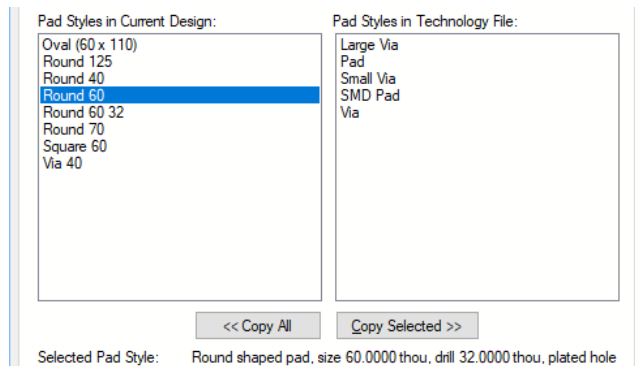 Pad Styles in Current Design:
Oval (60 x 110)
Round 125
Round 40
Round 60
Round 60 32
Round 70
Square 60
Via 40
Pad Styles in Technology File:
Large Via
Pad
Small Via
SMD Pad
Via
<< Copy All
Copy Selected >>
Selected Pad Style: Round shaped pad, size 60.0000 thou, drill 32.0000 thou, plated hole